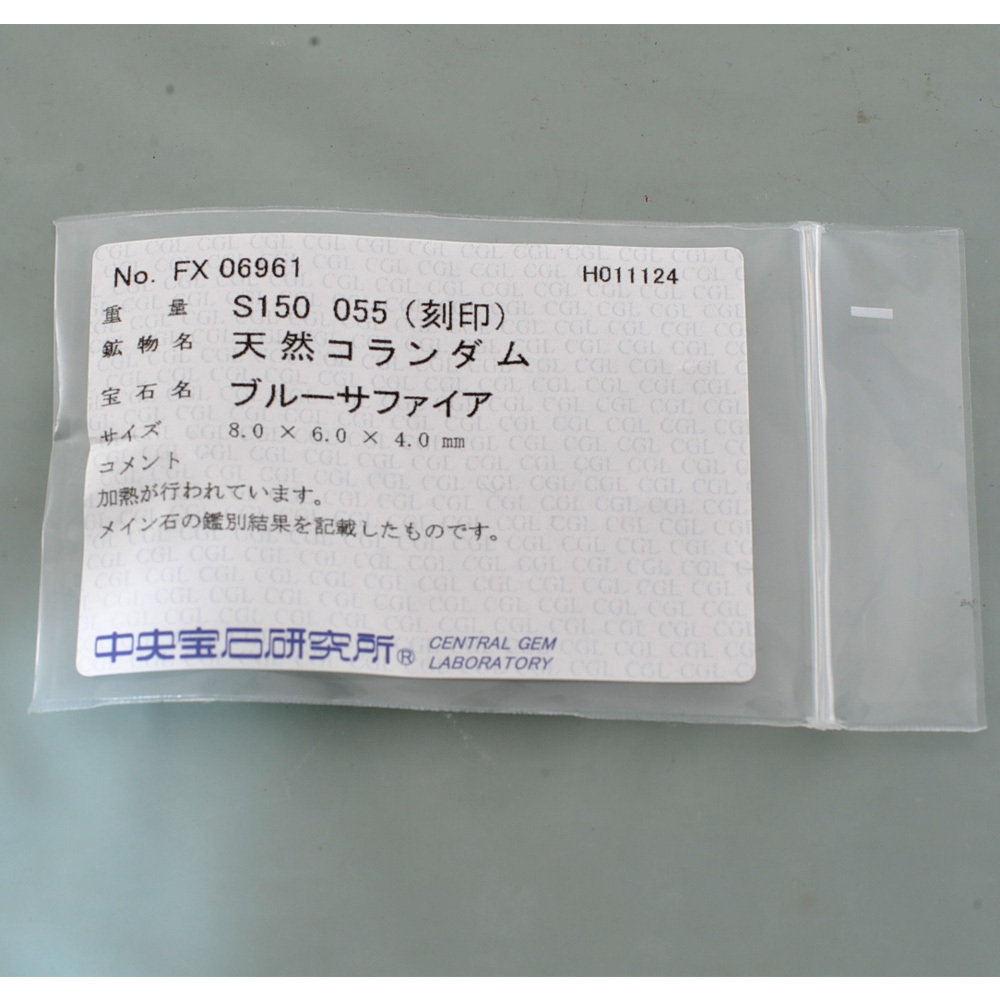 No. FX 06961 H011124
重量 S150 055 (刻印)
鉱物名 天然コランダム
宝石名 ブルーサファイア
サイズ 8.0 × 6.0 × 4.0 mm
コメント
加熱が行われています。
メイン石の鑑別結果を記載したものです。
中央宝石研究所® CENTRAL GEM
LABORATORY